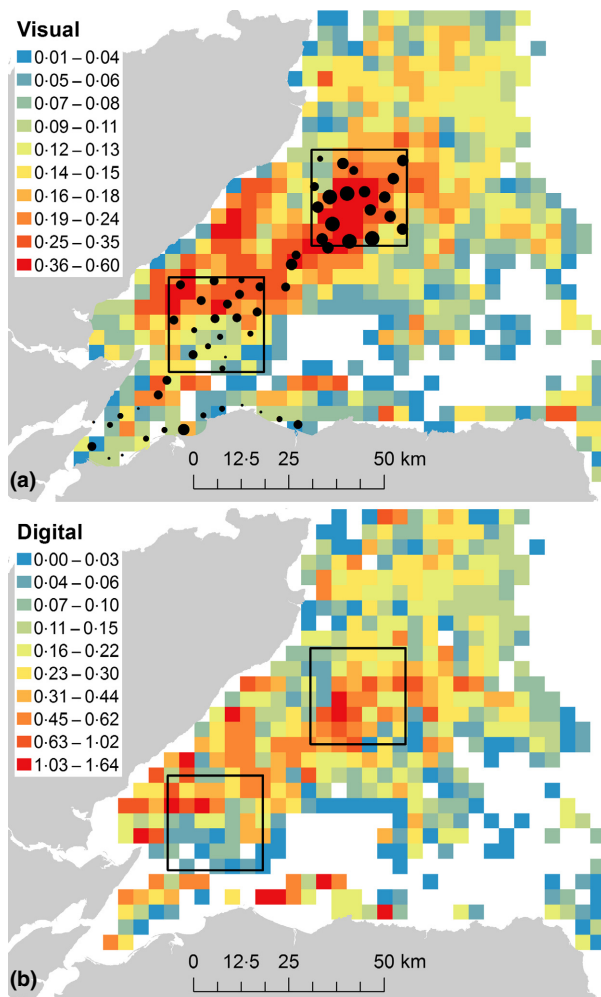 Visual
0·01 – 0·04
0·05 – 0·06
0·07 – 0·08
0·09 – 0·11
0·12 – 0·13
0·14 – 0·15
0·16 – 0·18
0·19 – 0·24
0·25 – 0·35
0·36 – 0·60
(a)
0 12·5 25 50 km
Digital
0·00 – 0·03
0·04 – 0·06
0·07 – 0·10
0·11 – 0·15
0·16 – 0·22
0·23 – 0·30
0·31 – 0·44
0·45 – 0·62
0·63 – 1·02
1·03 – 1·64
(b)
0 12·5 25 50 km